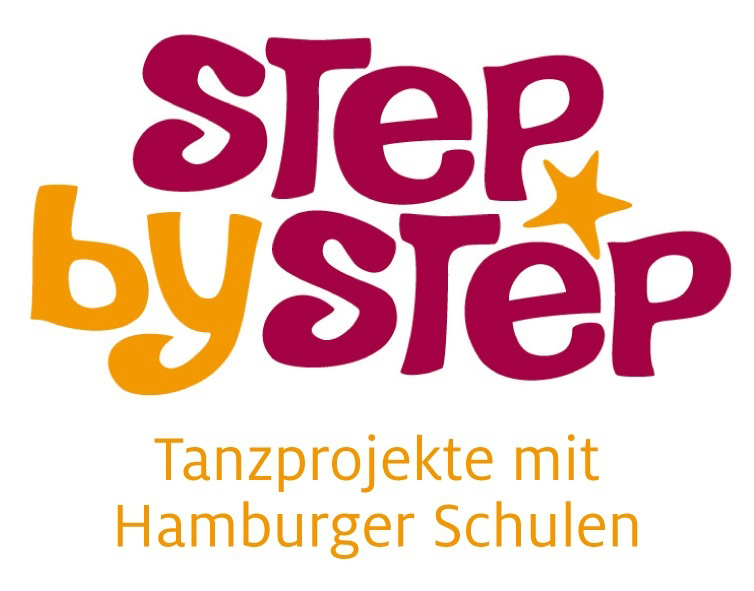 STeP
by STeP
Tanzprojekte mit
Hamburger Schulen